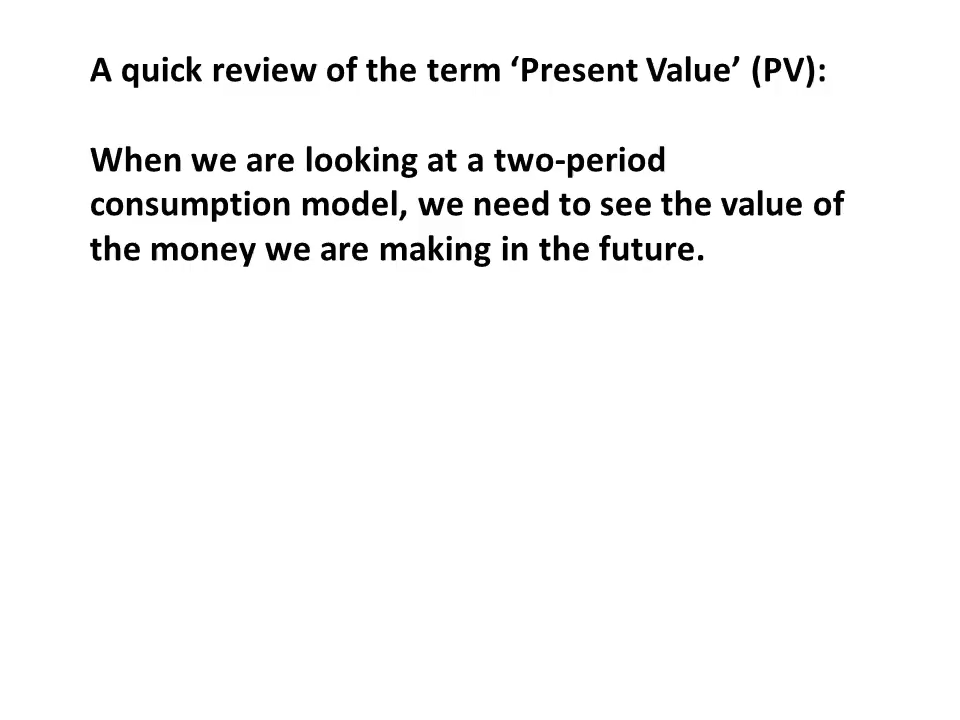 A quick review of the term ‘Present Value’ (PV):
When we are looking at a two-period
consumption model, we need to see the value of
the money we are making in the future.